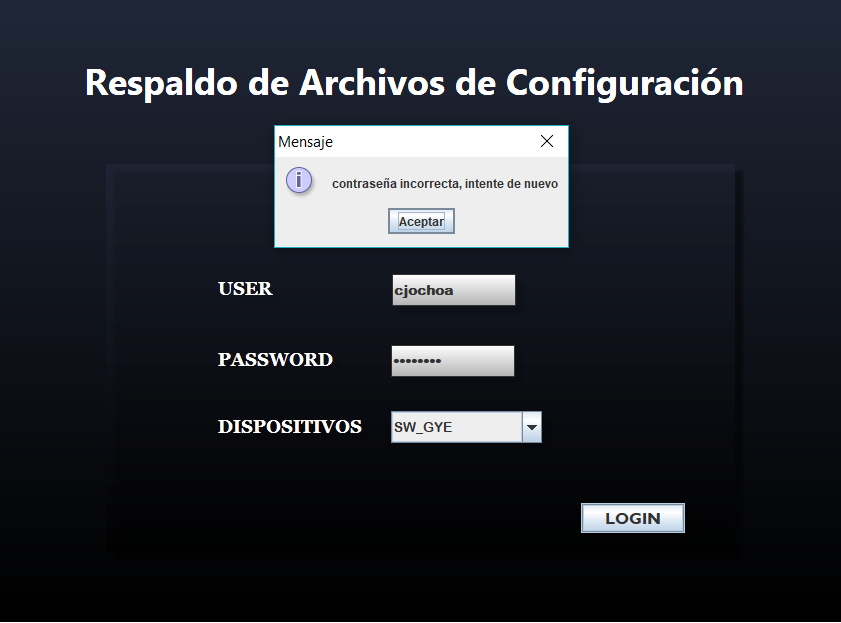 Respaldo de Archivos de Configuración
Mensaje
i
contraseña incorrecta, intente de nuevo
Aceptar
USER
cjochoa
PASSWORD
••••••••
DISPOSITIVOS
SW_GYE
LOGIN